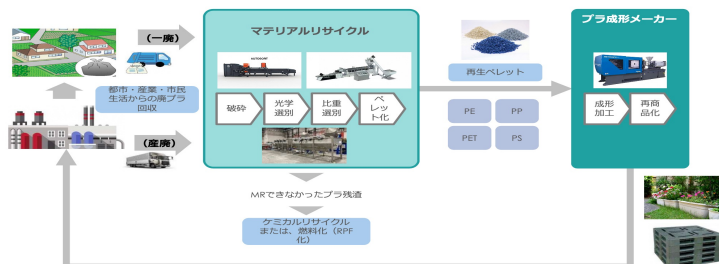 (一廃)
都市・産業・市民
生活からの廃プラ
回収
(産廃)
マテリアルリサイクル
破砕
光学
選別
比重
選別
ペ
レッ
ト化
MRできなかったプラ残渣
ケミカルリサイクル
または、燃料化(RPF
化)
再生ペレット
PE
PP
PET
PS
プラ成形メーカー
成形
加工
再商
品化